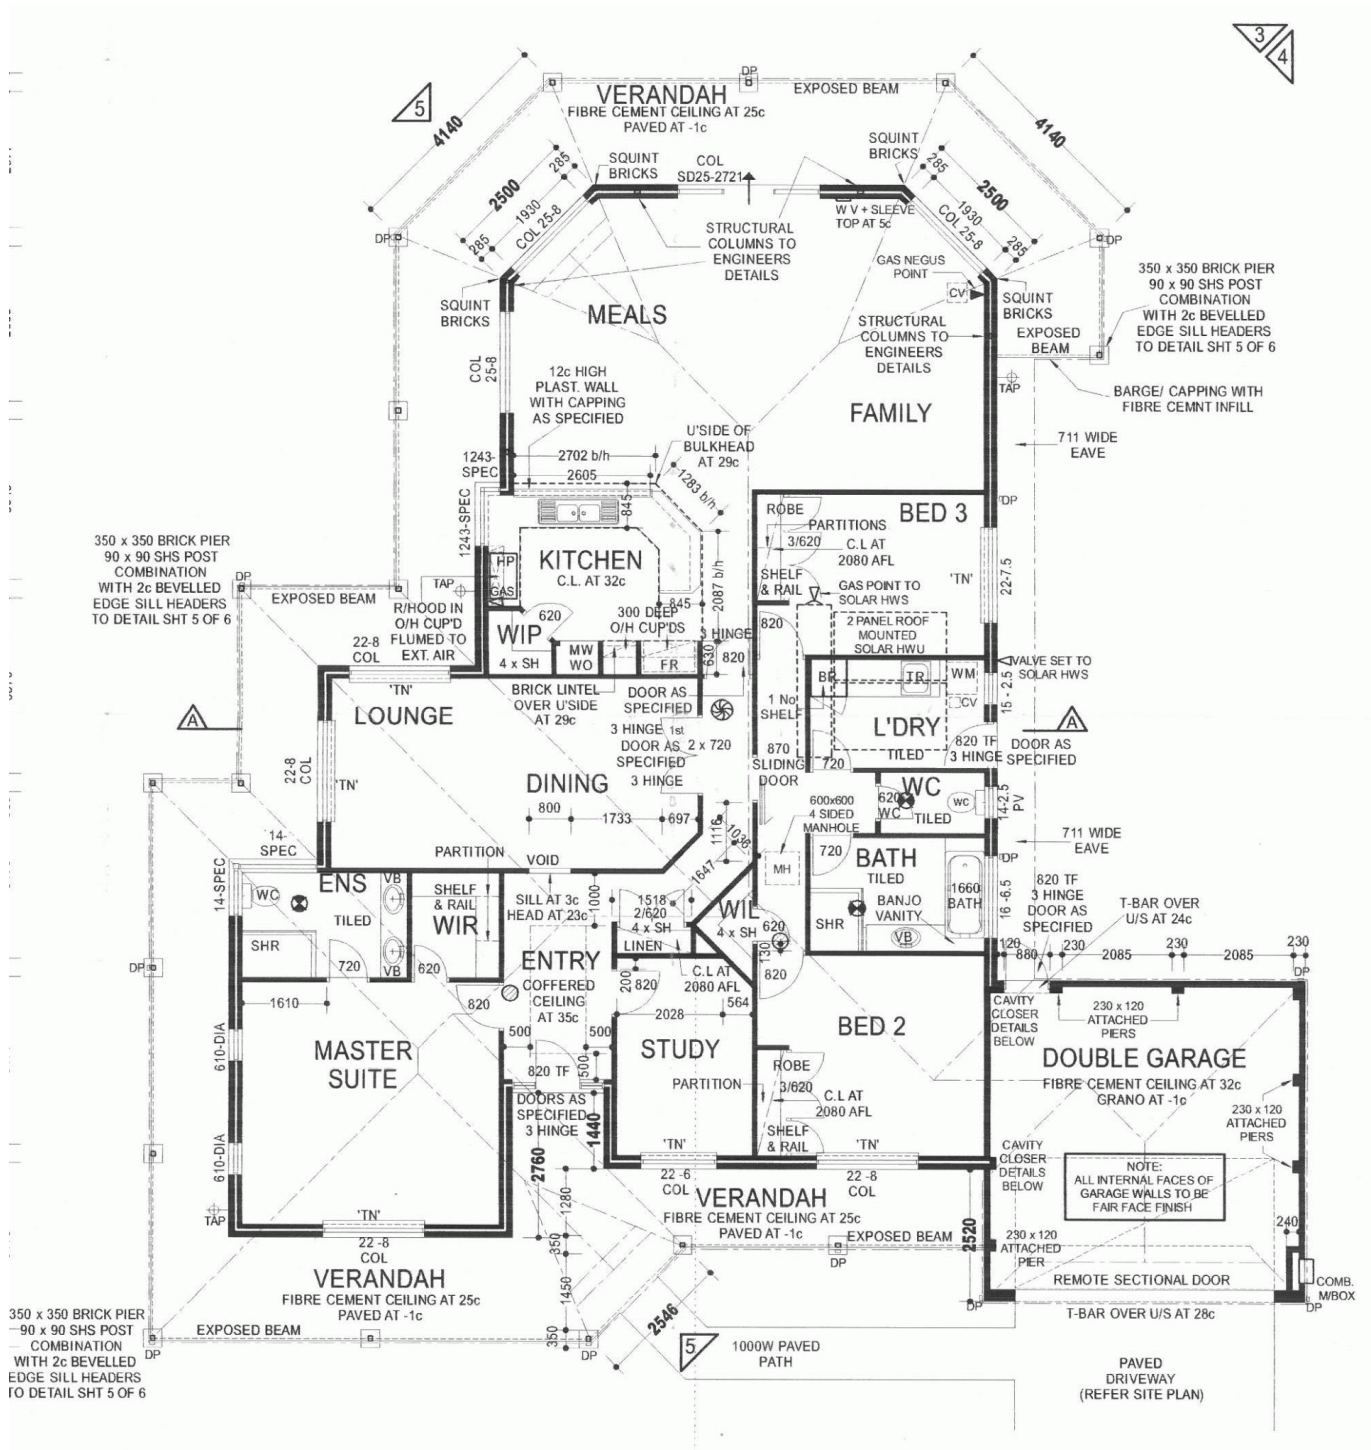 3
4
5
DP
VERANDAH
FIBRE CEMENT CEILING AT 25c
PAVED AT -1c
EXPOSED BEAM
4140
4140
SQUINT
BRICKS
COL
SD25-2721
SQUINT
BRICKS
285
2500
1930
COL 25-8
285
285
2500
1930
COL 25-8
285
W V + SLEEVE
TOP AT 5c
STRUCTURAL
COLUMNS TO
ENGINEERS
DETAILS
DP
DP
GAS NEGUS
POINT
CV
SQUINT
BRICKS
SQUINT
BRICKS
MEALS
350 x 350 BRICK PIER
90 x 90 SHS POST
COMBINATION
WITH 2c BEVELLED
EDGE SILL HEADERS
TO DETAIL SHT 5 OF 6
STRUCTURAL
COLUMNS TO
ENGINEERS
DETAILS
EXPOSED
BEAM
COL
25-8
12c HIGH
PLAST. WALL
WITH CAPPING
AS SPECIFIED
TAP
BARGE/ CAPPING WITH
FIBRE CEMNT INFILL
FAMILY
U'SIDE OF
BULKHEAD
AT 29c
711 WIDE
EAVE
1243-
SPEC
2702 b/h
2605
1283 b/h
845
DP
1243-SPEC
ROBE
BED 3
PARTITIONS
3/620
C.L AT
2080 AFL
350 x 350 BRICK PIER
90 x 90 SHS POST
COMBINATION
WITH 2c BEVELLED
EDGE SILL HEADERS
TO DETAIL SHT 5 OF 6
KITCHEN
C.L. AT 32c
HP
GAS
2087 b/h
SHELF
& RAIL
'TN'
22-7.5
GAS POINT TO
SOLAR HWS
DP
EXPOSED BEAM
TAP
845
R/HOOD IN
O/H CUP'D
FLUMED TO
EXT. AIR
620
300 DEEP
O/H CUP'DS
3 HINGE
820
820
2 PANEL ROOF
MOUNTED
SOLAR HWU
WIP
4 x SH
MW
WO
FR
630
22-8
COL
'TN'
VALVE SET TO
SOLAR HWS
BR
TR
WM
CV
15 - 2.5
BRICK LINTEL
OVER U'SIDE
AT 29c
DOOR AS
SPECIFIED
3 HINGE 1st
DOOR AS
SPECIFIED
3 HINGE
2 x 720
1 No
SHELF
LOUNGE
A
A
L'DRY
TILED
820 TF
3 HINGE
DOOR AS
SPECIFIED
870
SLIDING
DOOR
720
22-8
COL
'TN'
DINING
WC
620
WC
WC
TILED
14-2.5
PV
800
1733
697
1116
1036
600x600
4 SIDED
MANHOLE
711 WIDE
EAVE
14-
SPEC
PARTITION
VOID
1647
MH
720
BATH
TILED
DP
14-SPEC
ENS
WC
VB
TILED
SHR
VB
720
SHELF
& RAIL
WIR
620
SILL AT 3c
HEAD AT 23c
1000
1518
2/620
4 x SH
LINEN
WIL
4 x SH
620
130
820
SHR
BANJO
VANITY
VB
1660
BATH
16 -6.5
820 TF
3 HINGE
DOOR AS
SPECIFIED
T-BAR OVER
U/S AT 24c
120
880
230
2085
230
2085
230
DP
DP
ENTRY
COFFERED
CEILING
AT 35c
820
200
820
C.L AT
2080 AFL
564
2028
1610
CAVITY
CLOSER
DETAILS
BELOW
230 x 120
ATTACHED
PIERS
610-DIA
MASTER
SUITE
500
500
820 TF
500
STUDY
BED 2
DOUBLE GARAGE
FIBRE CEMENT CEILING AT 32c
GRANO AT -1c
PARTITION
ROBE
3/620
C.L AT
2080 AFL
SHELF
& RAIL
DOORS AS
SPECIFIED
3 HINGE
1440
2760
230 x 120
ATTACHED
PIERS
610-DIA
'TN'
'TN'
CAVITY
CLOSER
DETAILS
BELOW
NOTE:
ALL INTERNAL FACES OF
GARAGE WALLS TO BE
FAIR FACE FINISH
TAP
'TN'
22 -8
COL
22 -6
COL
22 -8
COL
1280
VERANDAH
FIBRE CEMENT CEILING AT 25c
PAVED AT -1c
EXPOSED BEAM
DP
2520
230 x 120
ATTACHED
PIER
240
350
1450
350
VERANDAH
FIBRE CEMENT CEILING AT 25c
PAVED AT -1c
REMOTE SECTIONAL DOOR
COMB.
M/BOX
DP
DP
T-BAR OVER U/S AT 28c
350 x 350 BRICK PIER
90 x 90 SHS POST
COMBINATION
WITH 2c BEVELLED
EDGE SILL HEADERS
TO DETAIL SHT 5 OF 6
EXPOSED BEAM
DP
DP
2546
5
1000W PAVED
PATH
PAVED
DRIVEWAY
(REFER SITE PLAN)